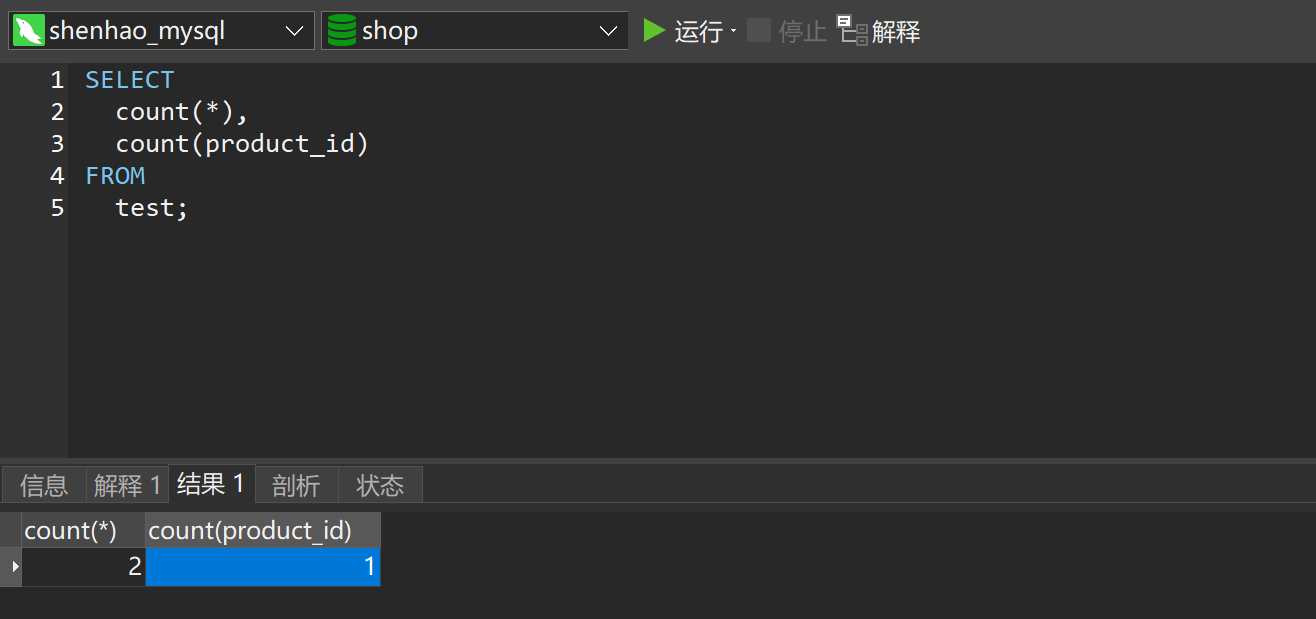 shenhao_mysql shop 运行 停止 解释
1 SELECT
2 count(*),
3 count(product_id)
4 FROM
5 test;
信息 解释 1 结果 1 剖析 状态
count(*) count(product_id)
2 1